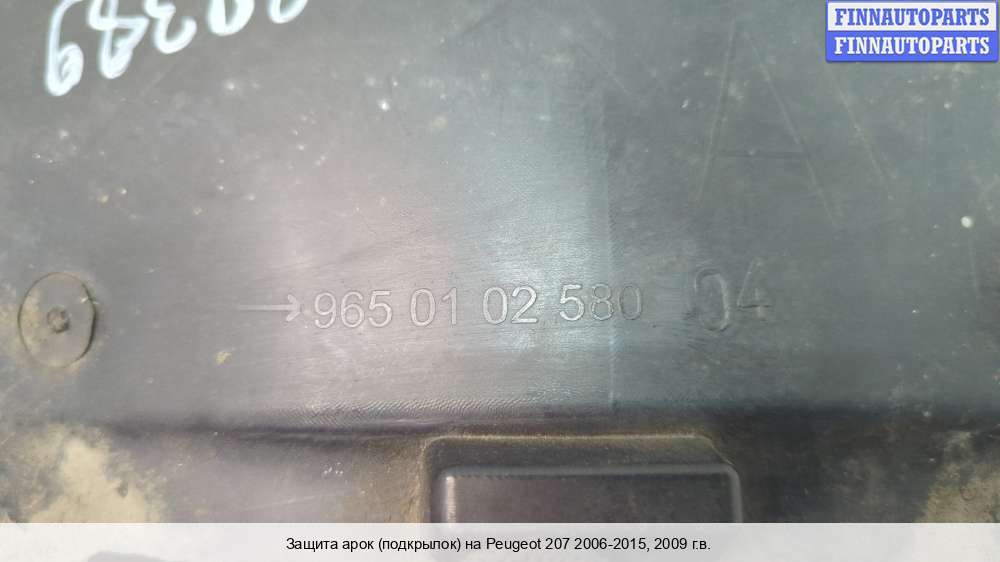 FINNAUTOPARTS
FINNAUTOPARTS
→965 01 02 580 04
Защита арок (подкрылок) на Peugeot 207 2006-2015, 2009 г.в.